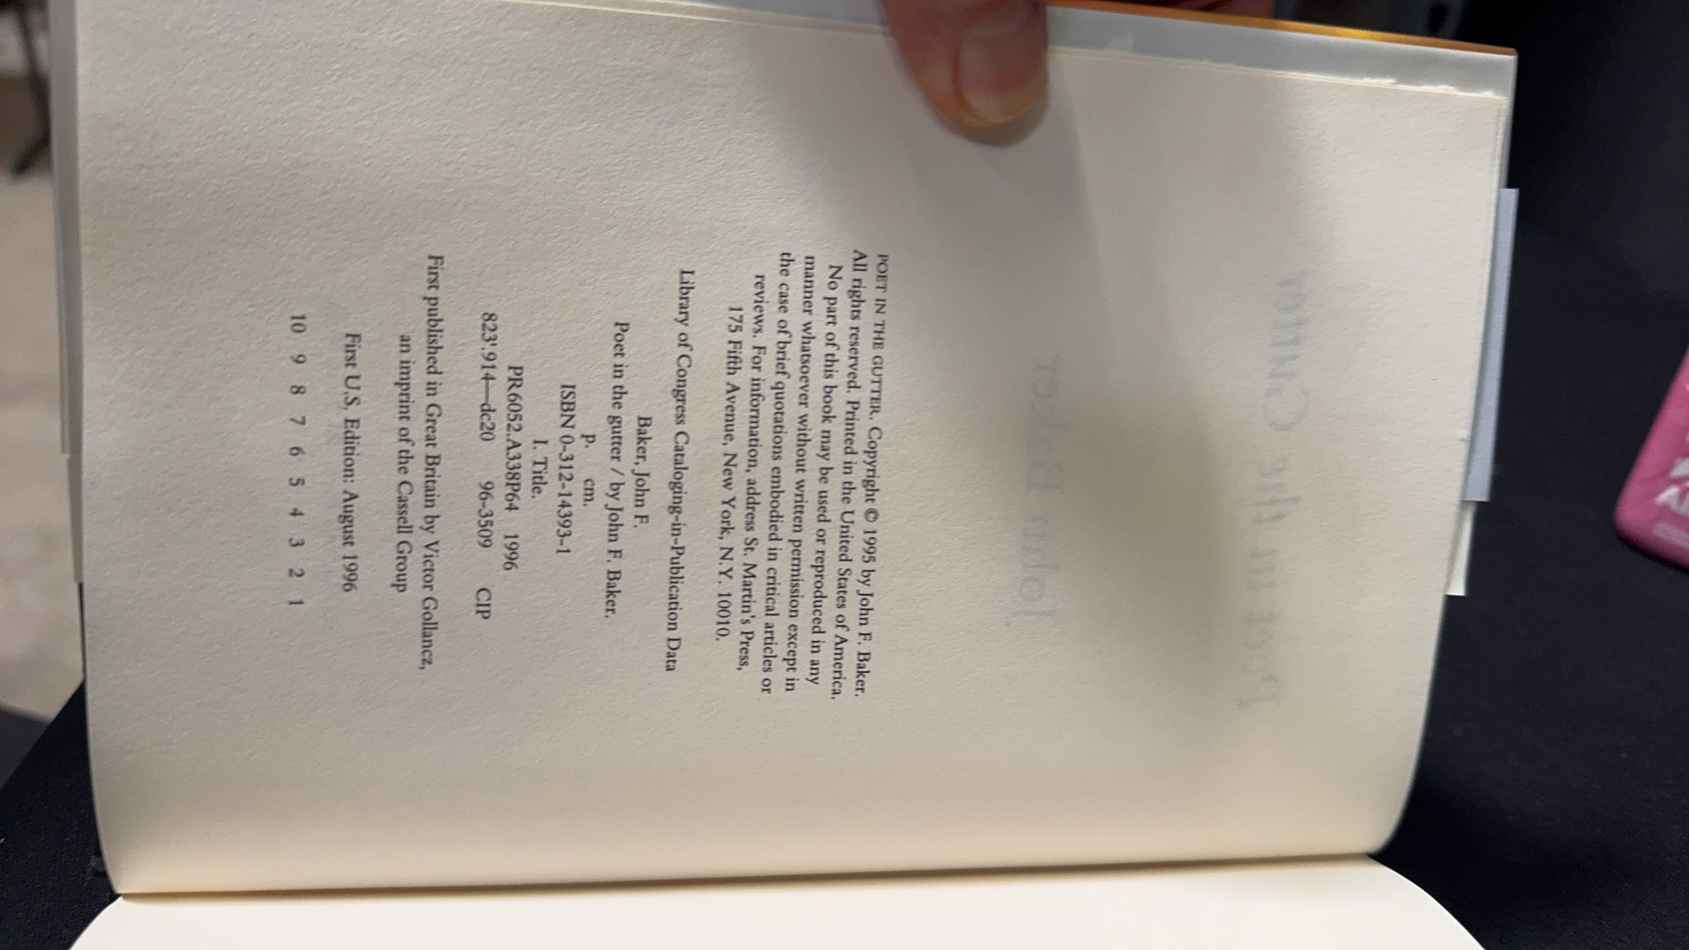 POET IN THE GUTTER. Copyright © 1995 by John F. Baker.
All rights reserved. Printed in the United States of America.
No part of this book may be used or reproduced in any
manner whatsoever without written permission except in
the case of brief quotations embodied in critical articles or
reviews. For information, address St. Martin's Press,
175 Fifth Avenue, New York, N.Y. 10010.
Library of Congress Cataloging-in-Publication Data
Baker, John F.
Poet in the gutter / by John F. Baker.
p. cm.
ISBN 0-312-14393-1
I. Title.
PR6052.A338P64 1996
823'.914—dc20 96-3509 CIP
First published in Great Britain by Victor Gollancz,
an imprint of the Cassell Group
First U.S. Edition: August 1996
10 9 8 7 6 5 4 3 2 1